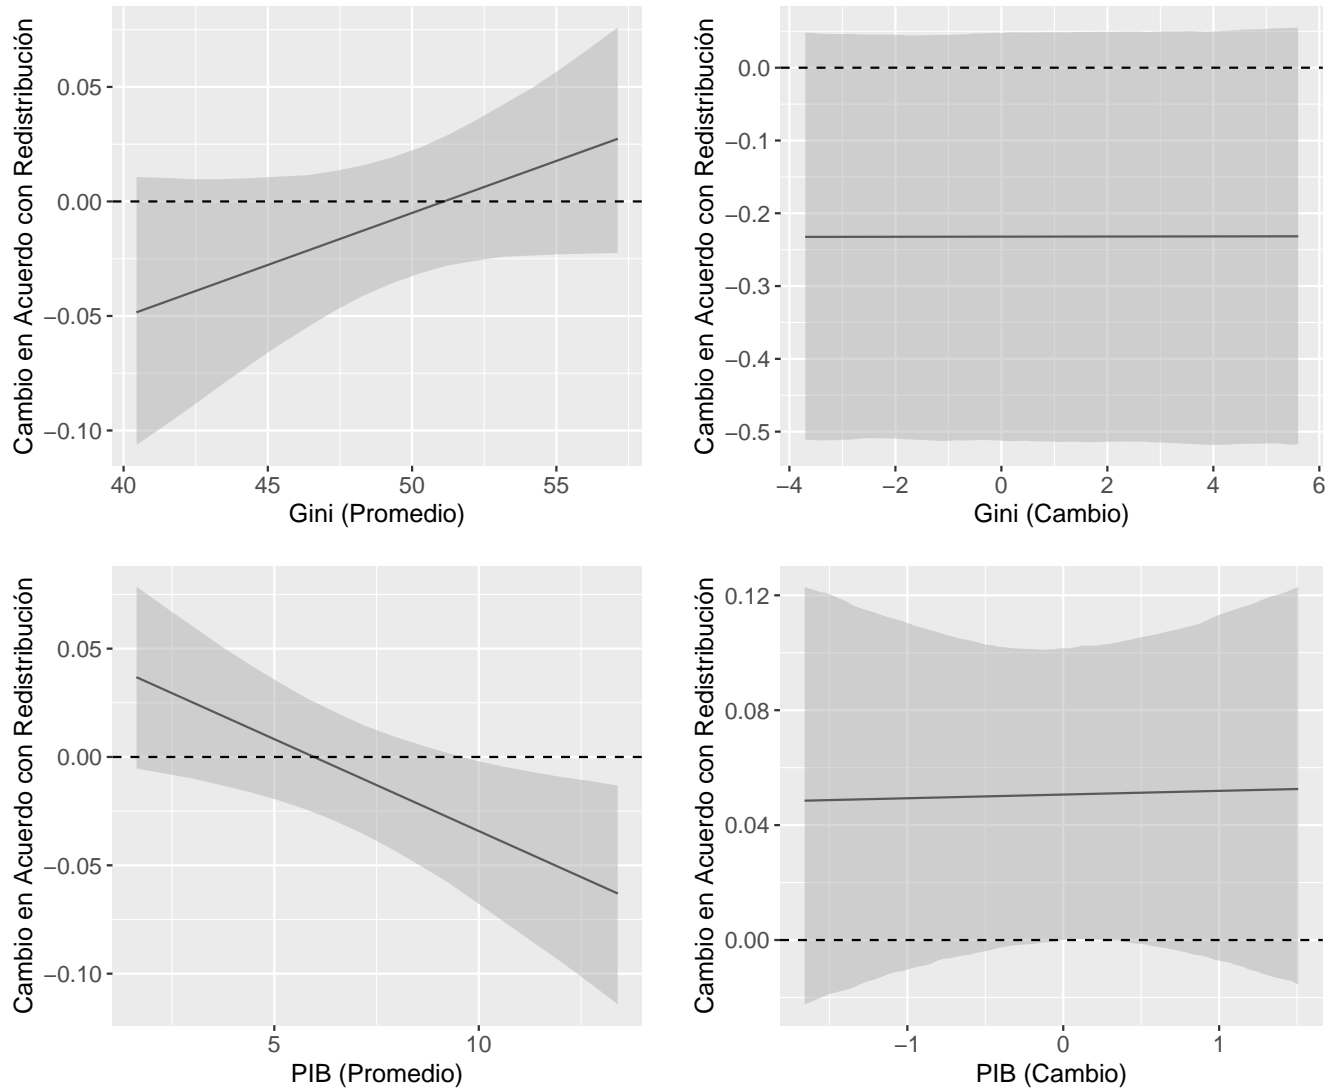 Cambio en Acuerdo con Redistribución
0.05
0.00
−0.05
−0.10
40 45 50 55
Gini (Promedio)
Cambio en Acuerdo con Redistribución
0.0
−0.1
−0.2
−0.3
−0.4
−0.5
−4 −2 0 2 4 6
Gini (Cambio)
Cambio en Acuerdo con Redistribución
0.05
0.00
−0.05
−0.10
5 10
PIB (Promedio)
Cambio en Acuerdo con Redistribución
0.12
0.08
0.04
0.00
−1 0 1
PIB (Cambio)